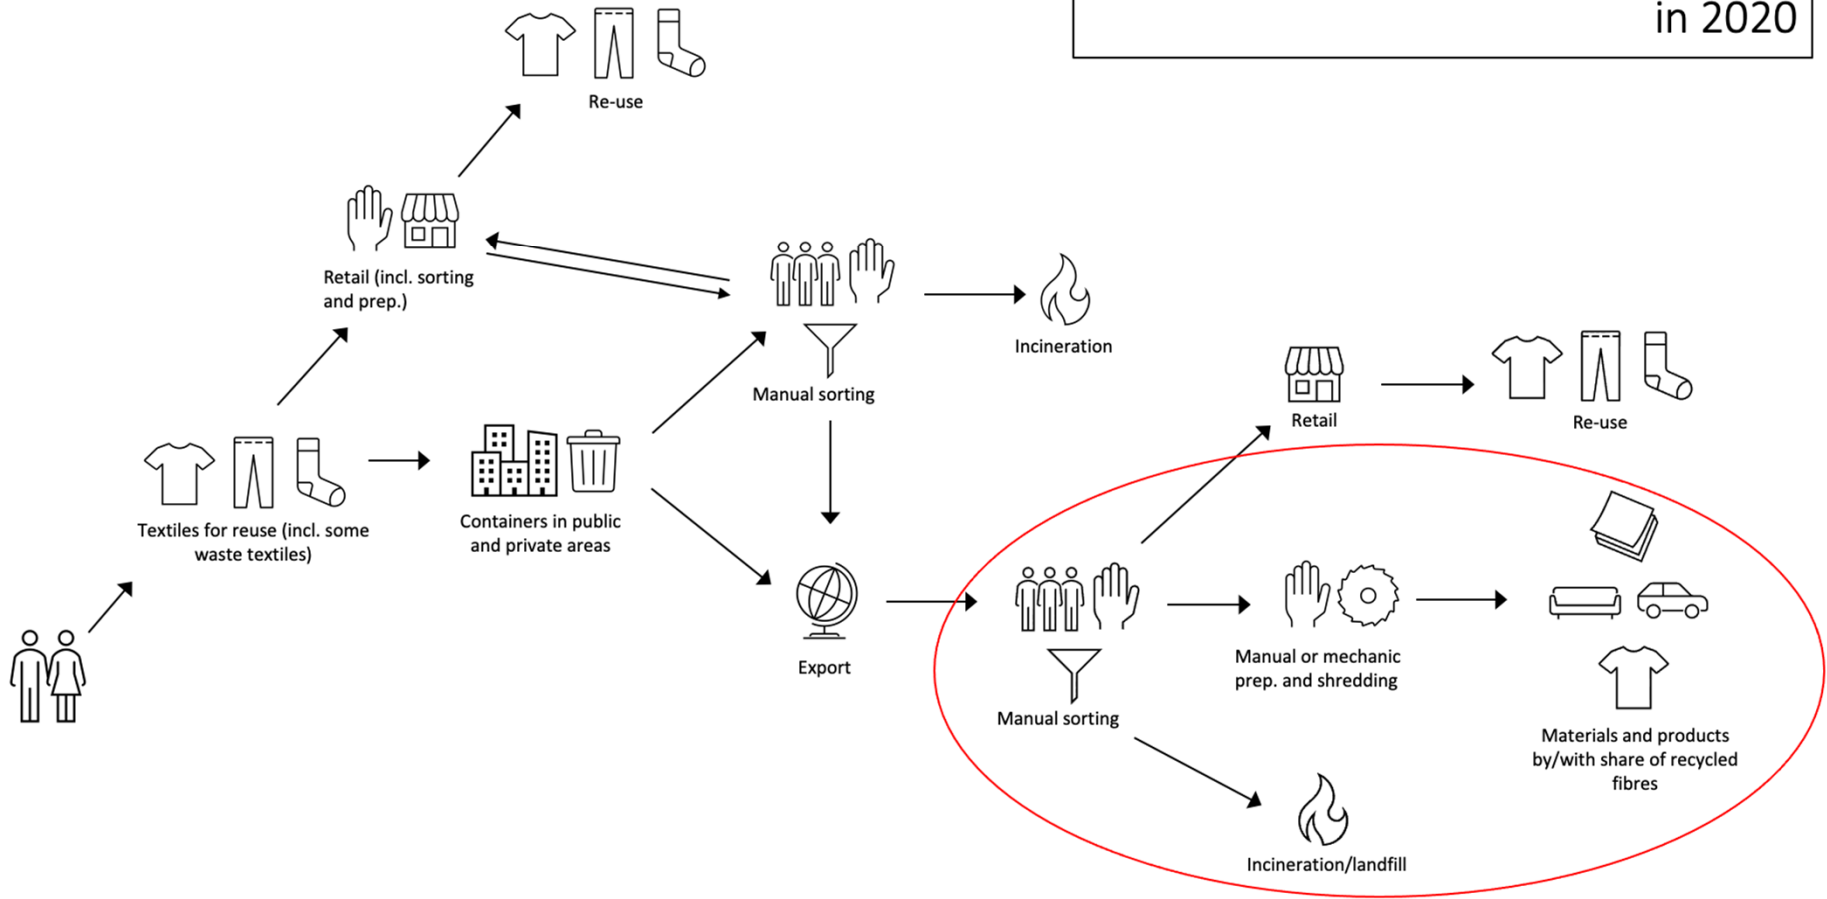 in 2020
Re-use
Retail (incl. sorting
and prep.)
Incineration
Manual sorting
Retail
Re-use
Textiles for reuse (incl. some
waste textiles)
Containers in public
and private areas
Export
Manual sorting
Manual or mechanic
prep. and shredding
Materials and products
by/with share of recycled
fibres
Incineration/landfill